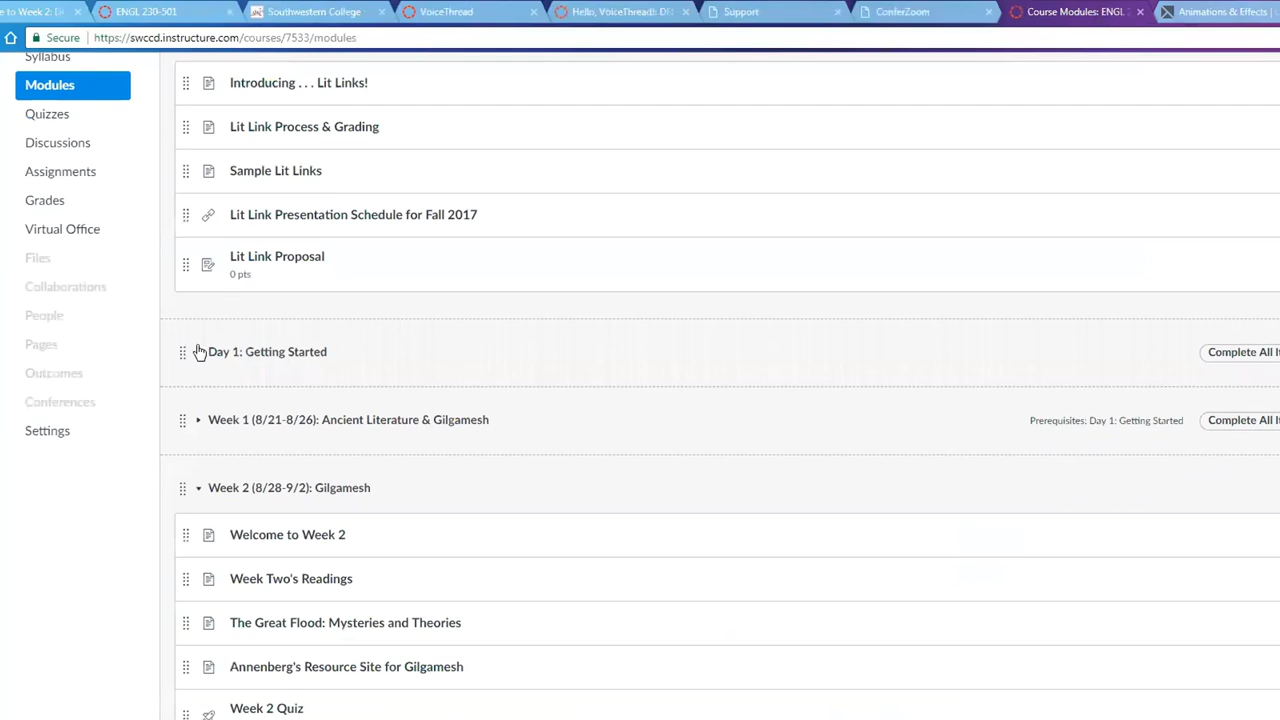 e to Week 2: D
ENGL 230-501
Southwestern College
VoiceThread
Hello, VoiceThread!: DR
Support
ConferZoom
Course Modules: ENGL 2
Animations & Effects |
Secure
https://swccd.instructure.com/courses/7533/modules
Syllabus
Modules
Quizzes
Discussions
Assignments
Grades
Virtual Office
Files
Collaborations
People
Pages
Outcomes
Conferences
Settings
Introducing . . . Lit Links!
Lit Link Process & Grading
Sample Lit Links
Lit Link Presentation Schedule for Fall 2017
Lit Link Proposal
0 pts
Day 1: Getting Started
Complete All It
Week 1 (8/21-8/26): Ancient Literature & Gilgamesh
Prerequisites: Day 1: Getting Started
Complete All It
Week 2 (8/28-9/2): Gilgamesh
Welcome to Week 2
Week Two's Readings
The Great Flood: Mysteries and Theories
Annenberg's Resource Site for Gilgamesh
Week 2 Quiz